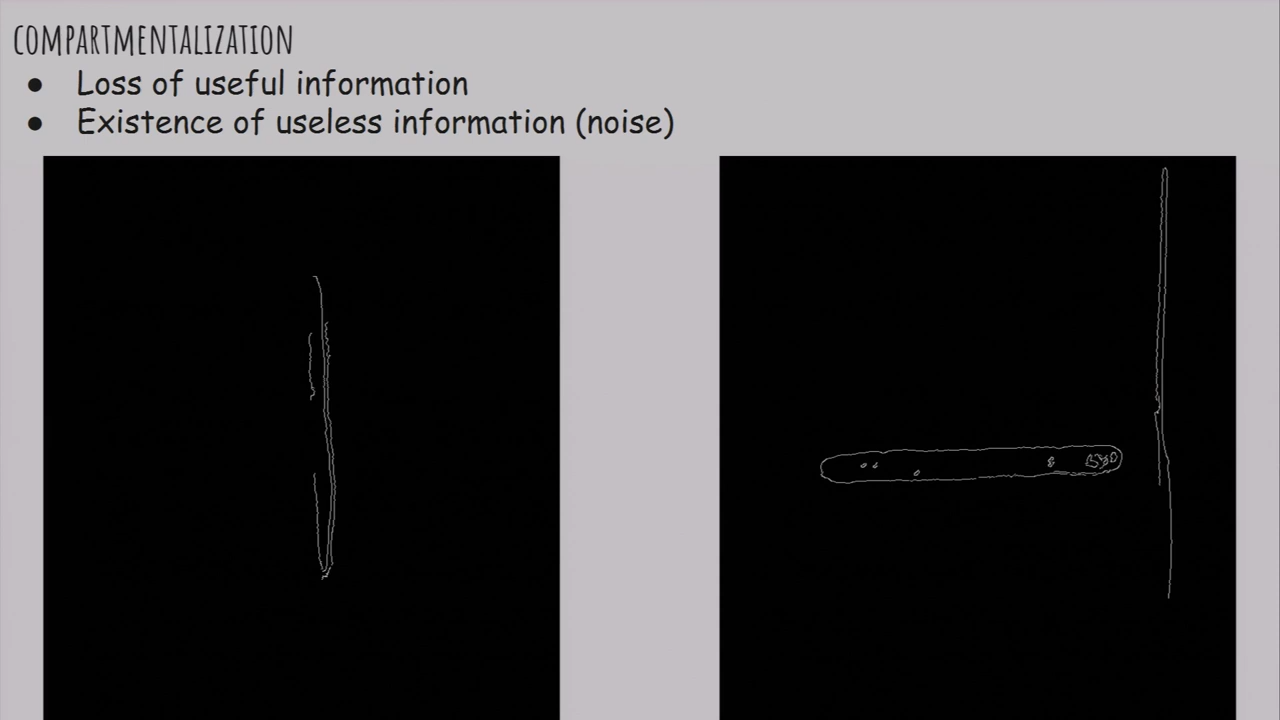 COMPARTMENTALIZATION
● Loss of useful information
● Existence of useless information (noise)